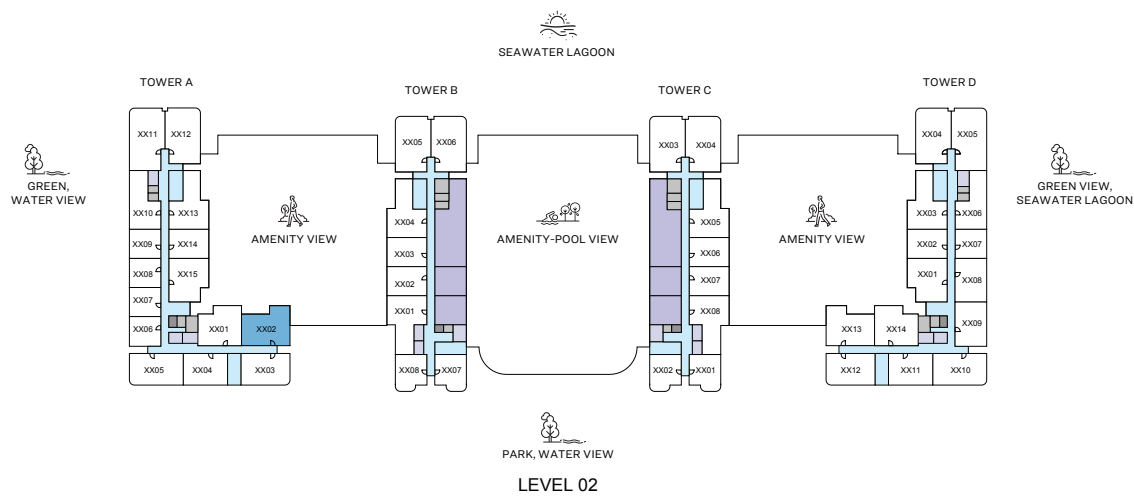 SEAWATER LAGOON
TOWER A
TOWER B
TOWER C
TOWER D
XX11 XX12
XX05 XX06
XX03 XX04
XX04 XX05
GREEN,
WATER VIEW
GREEN VIEW,
SEAWATER LAGOON
XX10 XX13
XX09 XX14
XX08 XX15
XX07
XX06 XX01 XX02
XX05 XX04 XX03
AMENITY VIEW
XX04
XX03
XX02
XX01
XX08 XX07
AMENITY-POOL VIEW
XX05
XX06
XX07
XX08
XX02 XX01
AMENITY VIEW
XX03 XX06
XX02 XX07
XX01 XX08
XX09
XX13 XX14
XX12 XX11 XX10
PARK, WATER VIEW
LEVEL 02